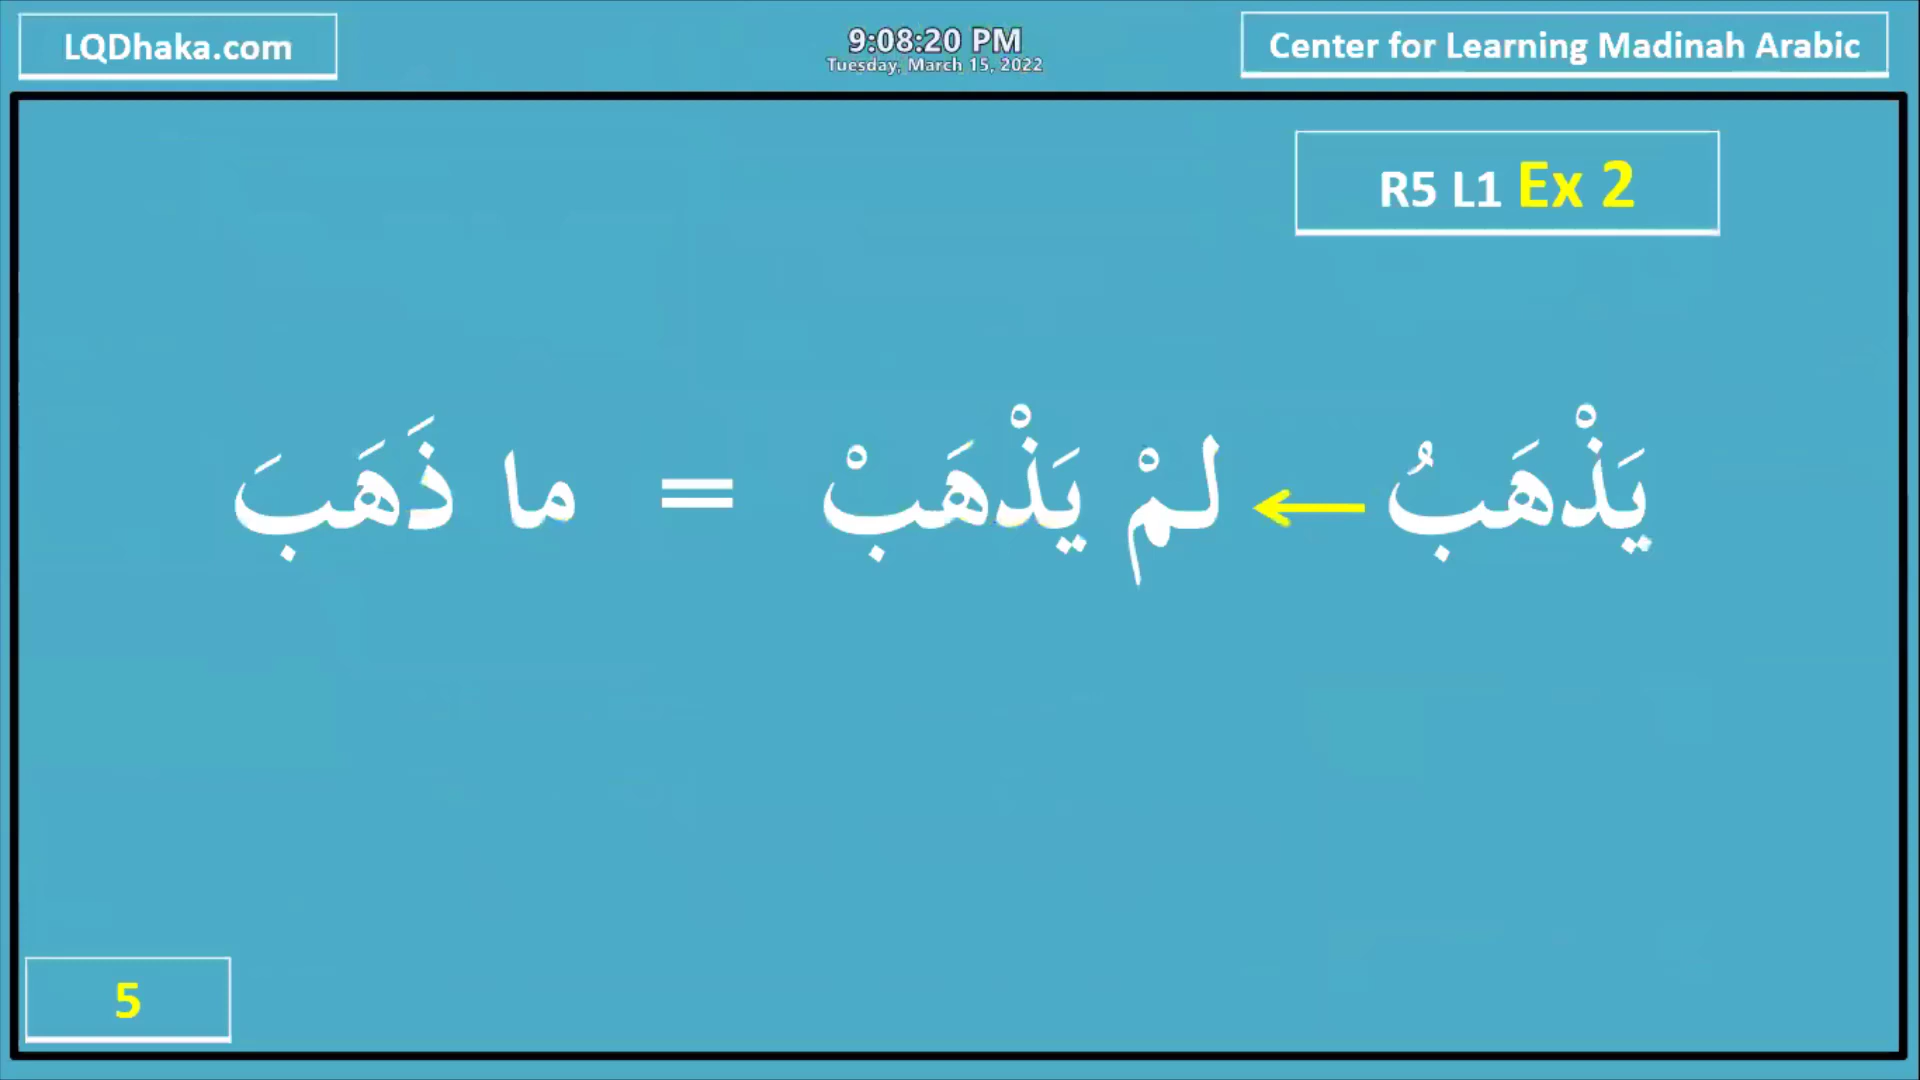 LQDhaka.com
9:08:20 PM
Tuesday, March 15, 2022
Center for Learning Madinah Arabic
R5 L1 Ex 2
يَذْهَبُ ← لمْ يَذْهَبْ = ما ذَهَبَ
5